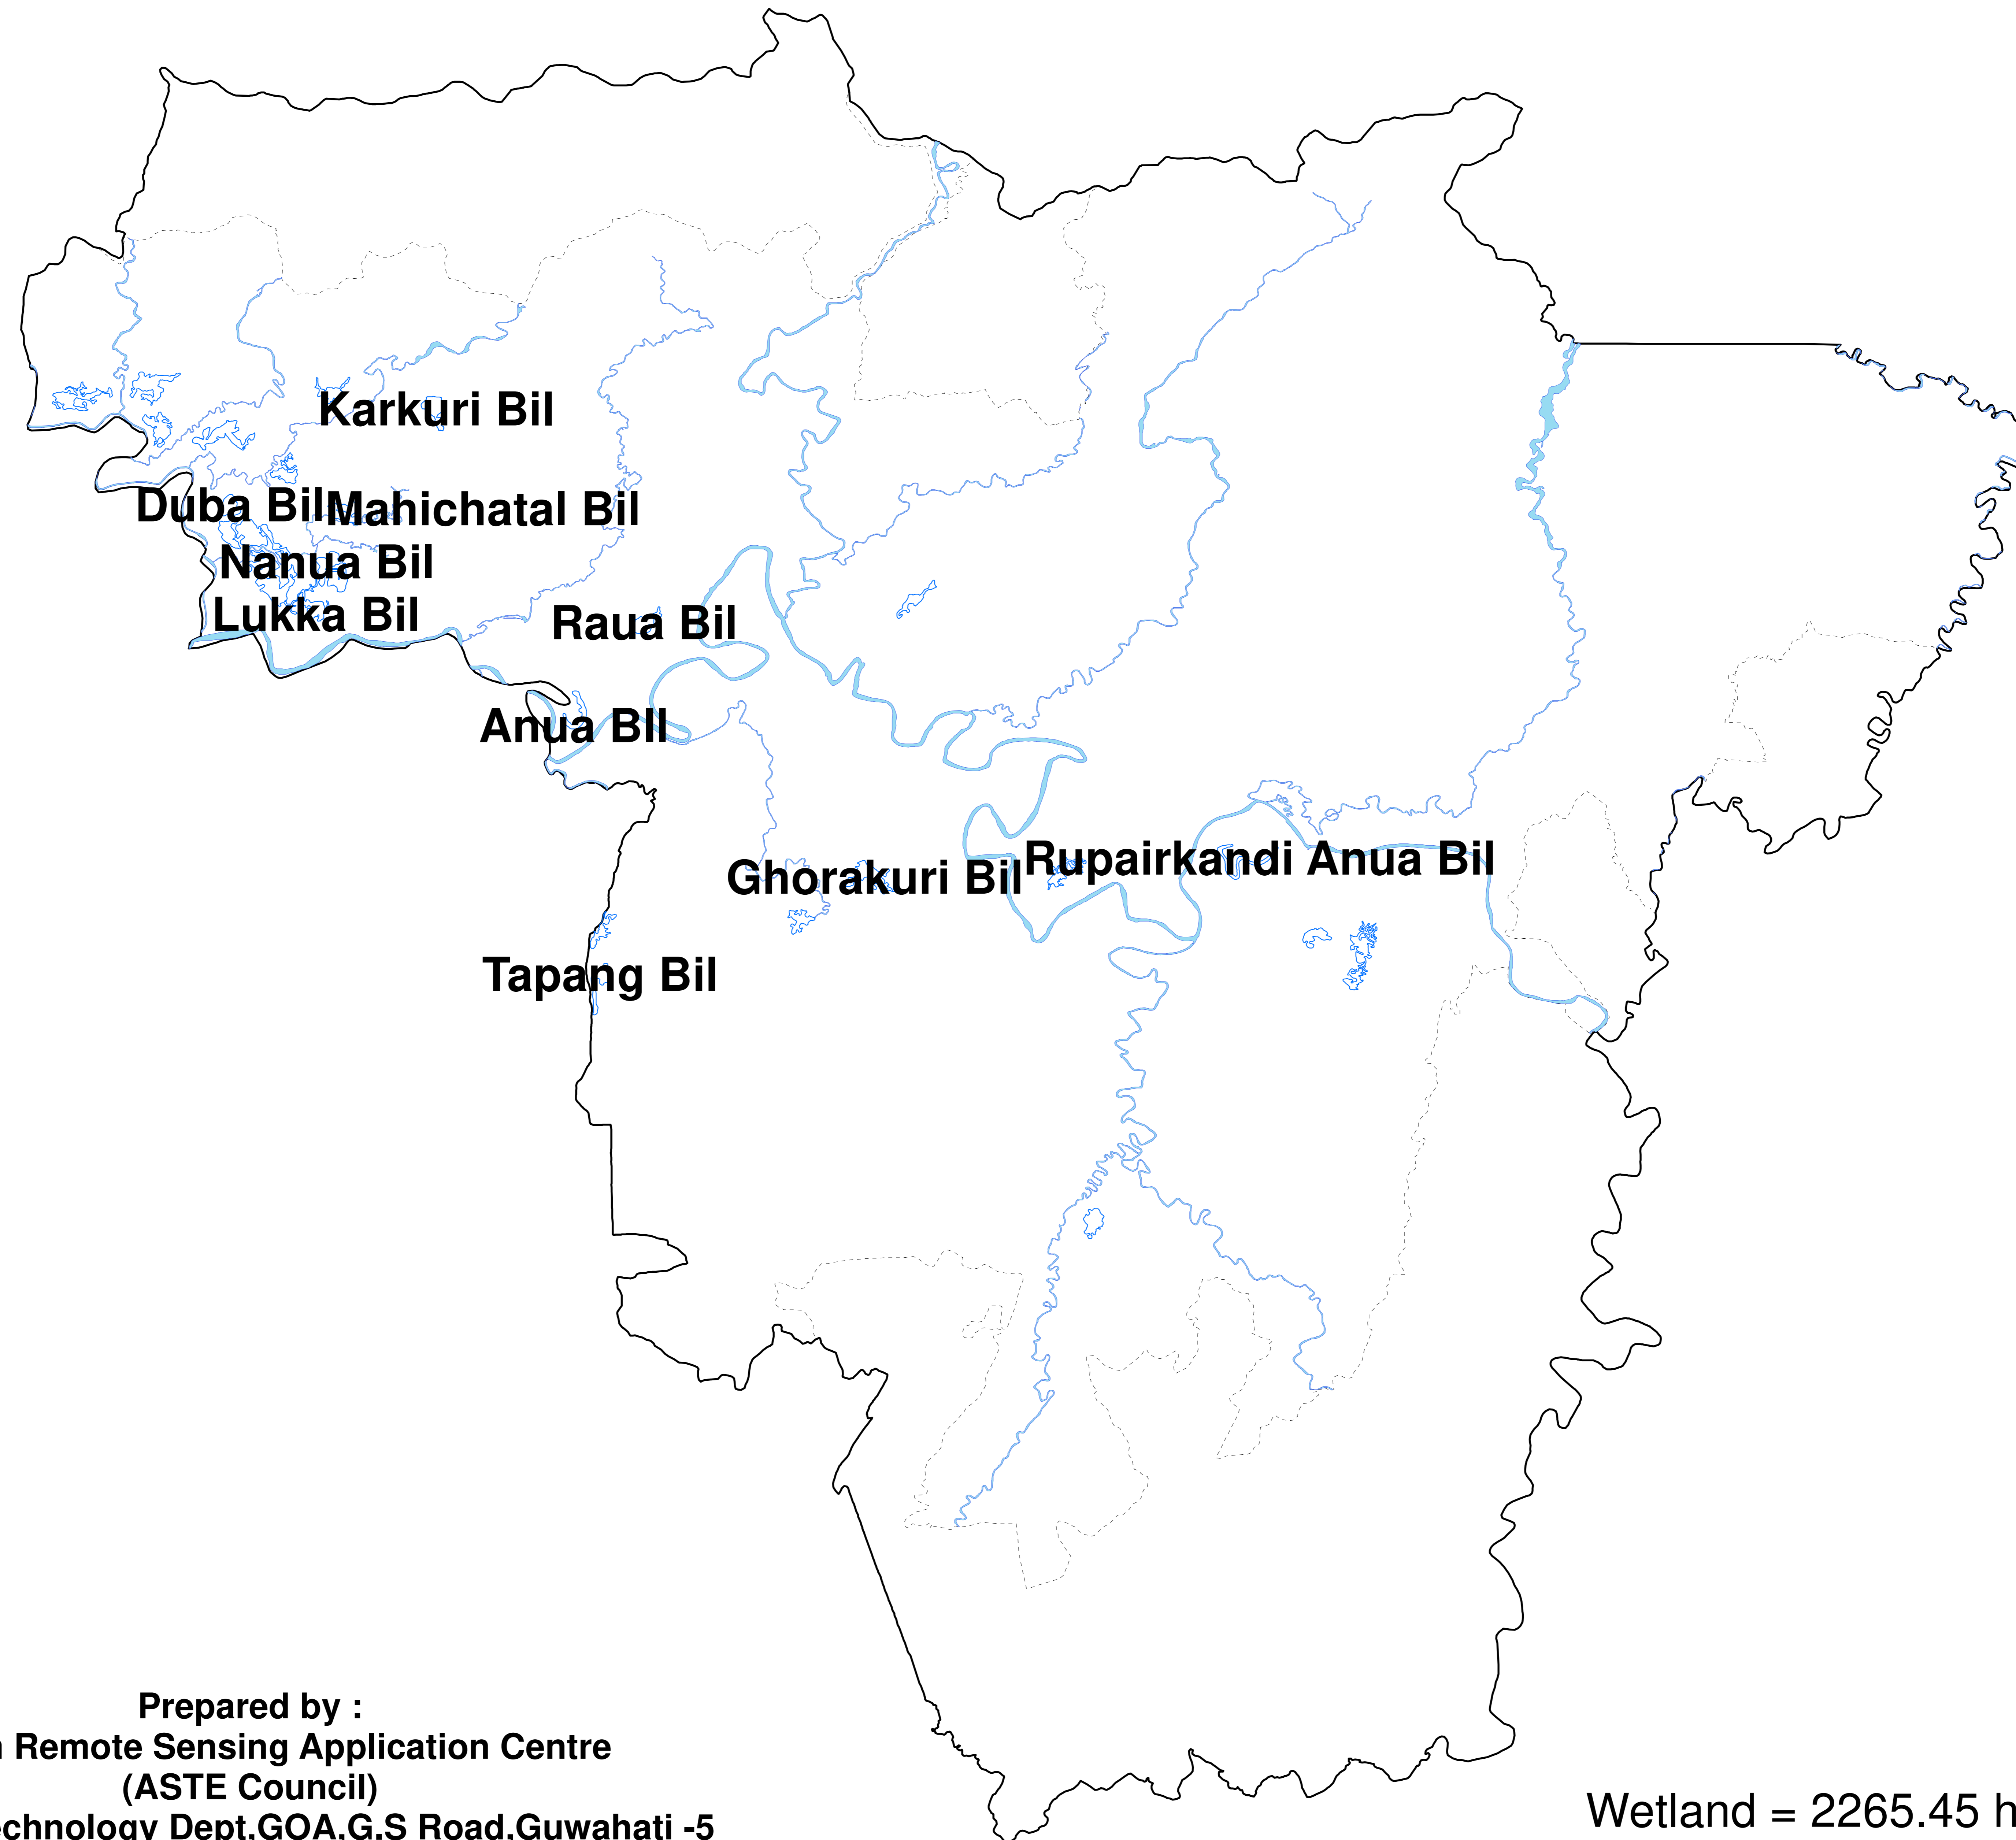 Karkuri Bil
Duba Bil
Mahichatal Bil
Nanua Bil
Lukka Bil
Raua Bil
Anua BIl
Ghorakuri Bil
Rupairkandi Anua Bil
Tapang Bil
Prepared by :
Remote Sensing Application Centre
(ASTE Council)
Dept,GOA,G.S Road,Guwahati -5
Wetland = 2265.45